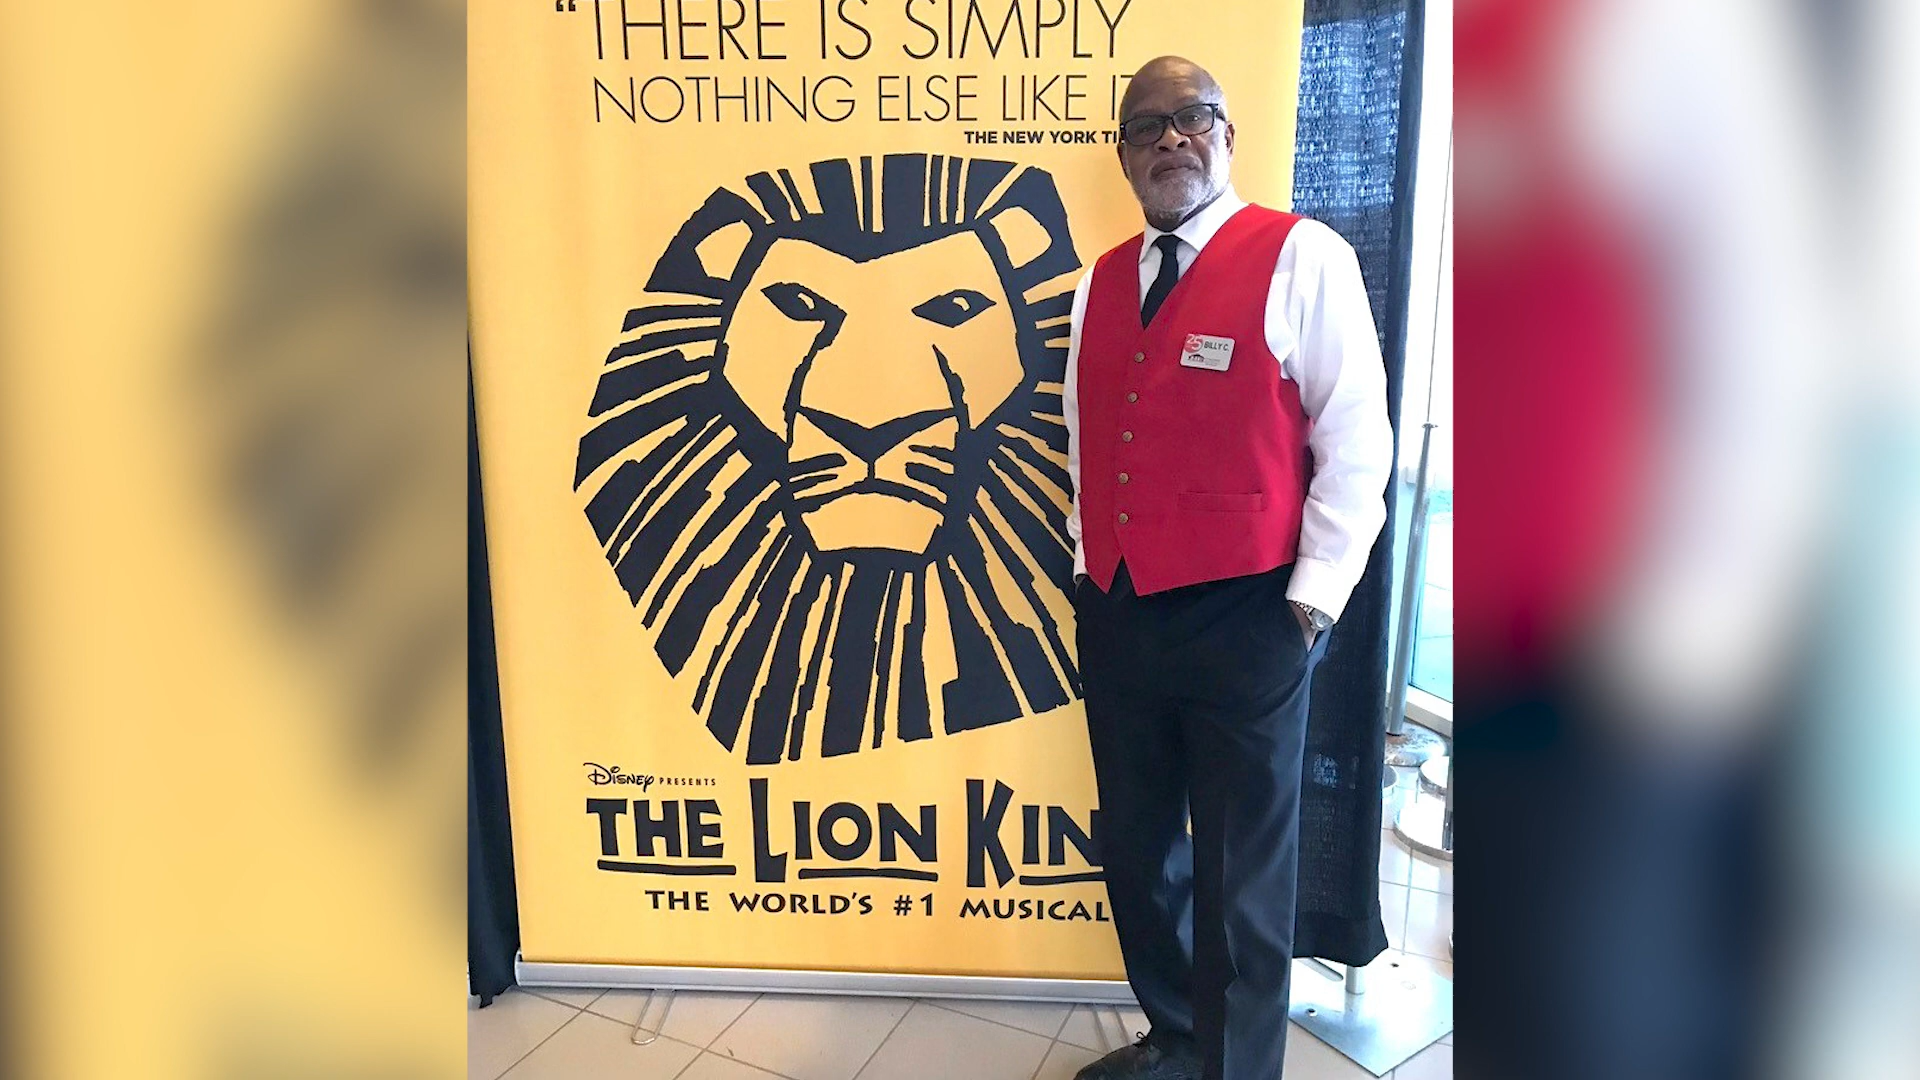 “THERE IS SIMPLY
NOTHING ELSE LIKE
THE NEW YORK
25 BILLY C.
DISNEY PRESENTS
THE LION KIN
THE WORLD'S #1 MUSICAL